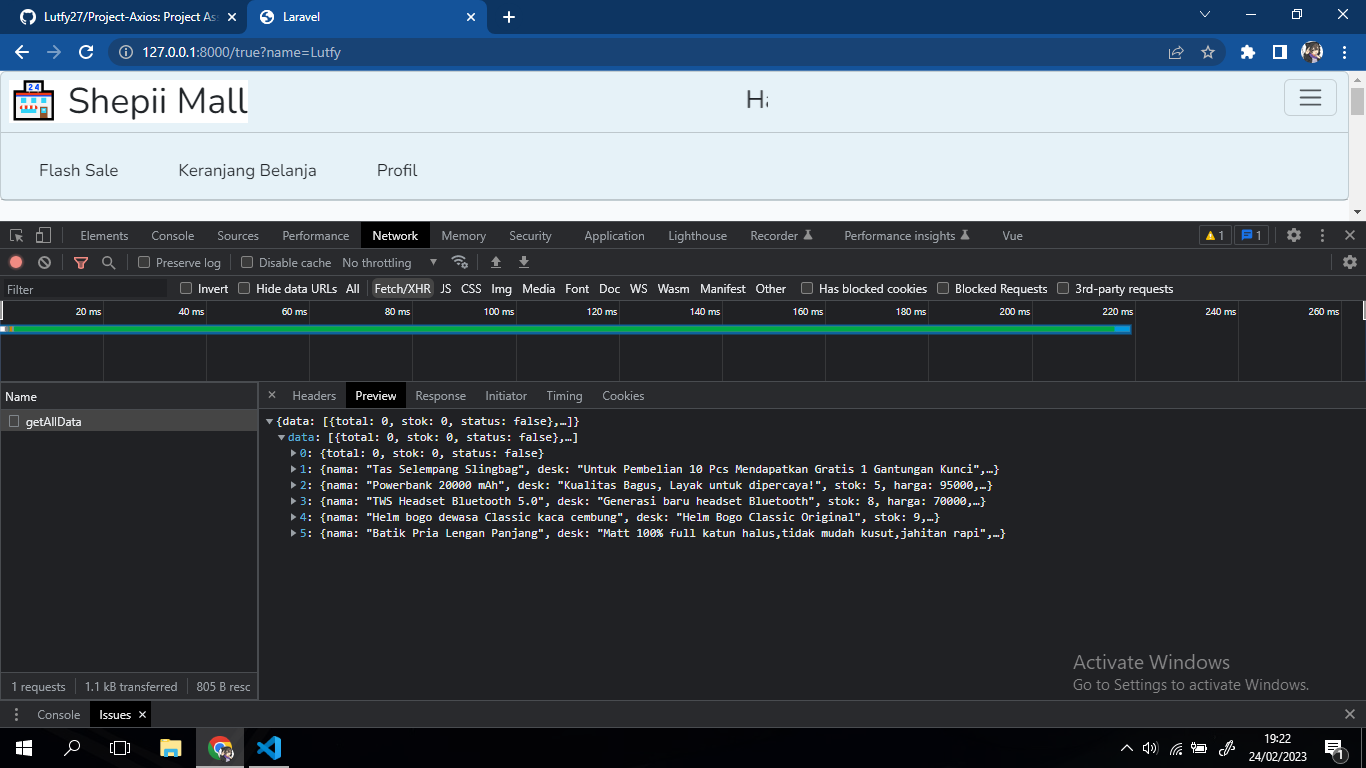 Lutfy27/Project-Axios: Project As
Laravel
127.0.0.1:8000/true?name=Lutfy
24
Shepii Mall
Ha
Flash Sale Keranjang Belanja Profil
Elements Console Sources Performance Network Memory Security Application Lighthouse Recorder Performance insights Vue 1 1
Preserve log Disable cache No throttling
Filter Invert Hide data URLs All Fetch/XHR JS CSS Img Media Font Doc WS Wasm Manifest Other Has blocked cookies Blocked Requests 3rd-party requests
20 ms 40 ms 60 ms 80 ms 100 ms 120 ms 140 ms 160 ms 180 ms 200 ms 220 ms 240 ms 260 ms
Name
Headers Preview Response Initiator Timing Cookies
getAllData
{data: [{total: 0, stok: 0, status: false},…]}
data: [{total: 0, stok: 0, status: false},…]
0: {total: 0, stok: 0, status: false}
1: {nama: "Tas Selempang Slingbag", desk: "Untuk Pembelian 10 Pcs Mendapatkan Gratis 1 Gantungan Kunci",…}
2: {nama: "Powerbank 20000 mAh", desk: "Kualitas Bagus, Layak untuk dipercaya!", stok: 5, harga: 95000,…}
3: {nama: "TWS Headset Bluetooth 5.0", desk: "Generasi baru headset Bluetooth", stok: 8, harga: 70000,…}
4: {nama: "Helm bogo dewasa Classic kaca cembung", desk: "Helm Bogo Classic Original", stok: 9,…}
5: {nama: "Batik Pria Lengan Panjang", desk: "Matt 100% full katun halus,tidak mudah kusut,jahitan rapi",…}
Activate Windows
Go to Settings to activate Windows.
1 requests 1.1 kB transferred 805 B resc
Console Issues
19:22
24/02/2023
1